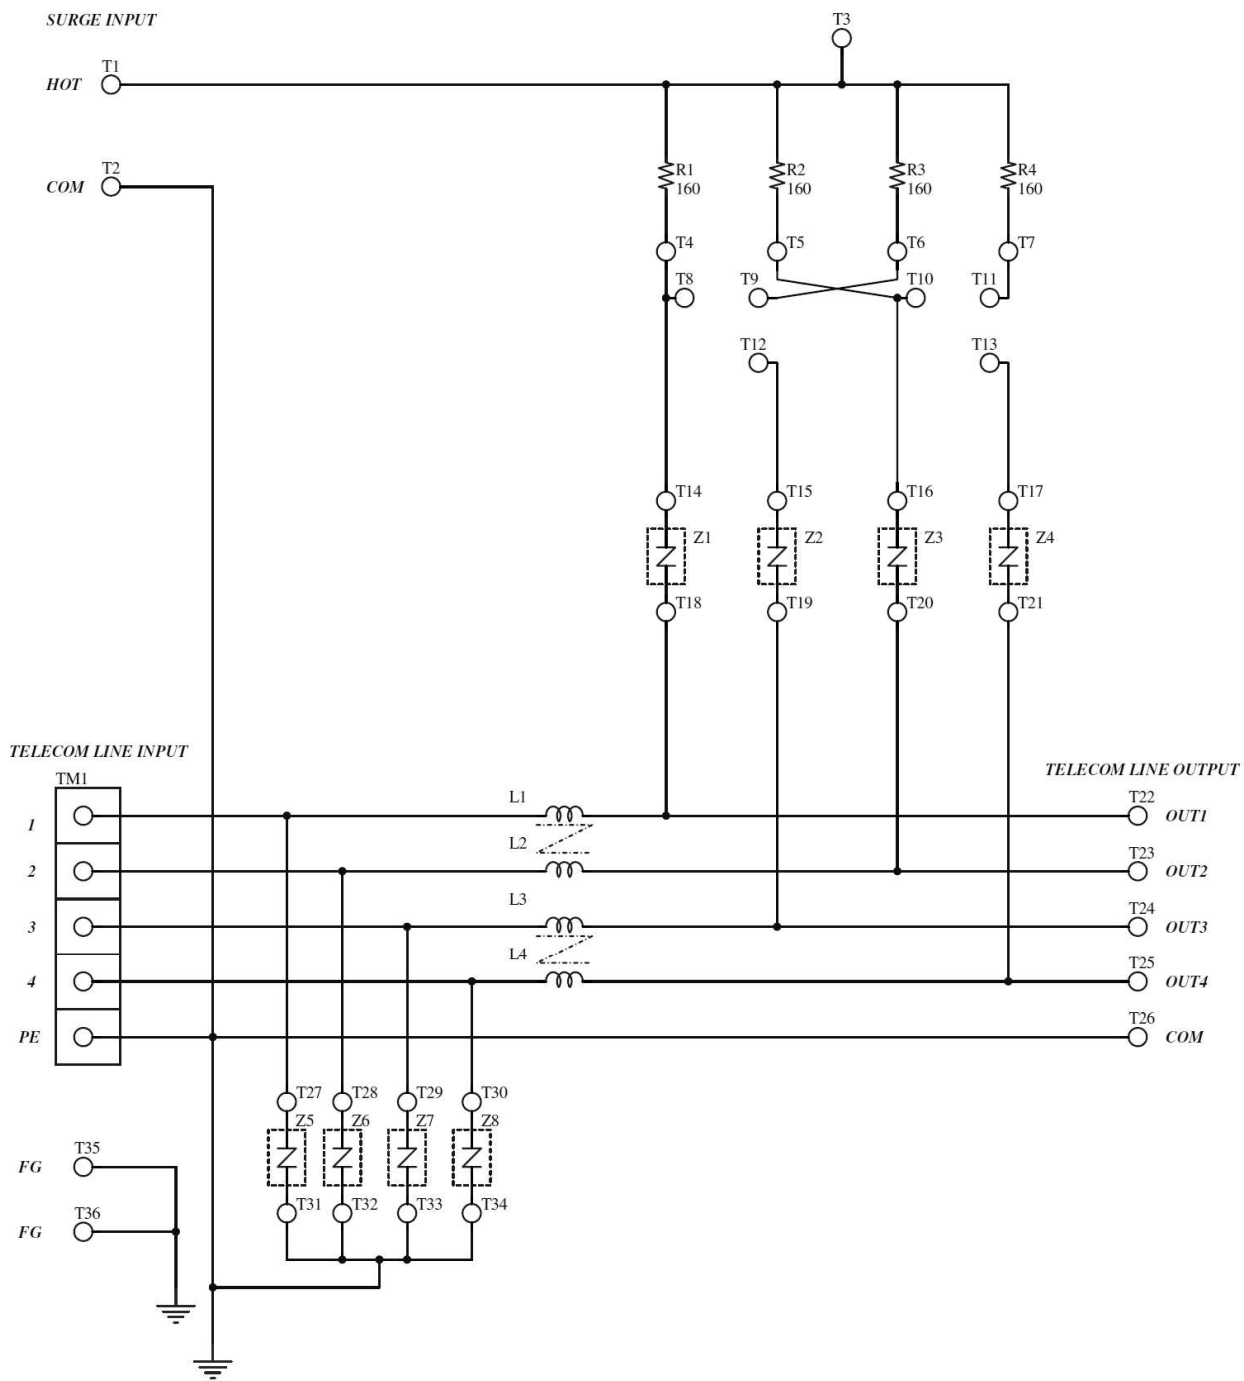 SURGE INPUT
T3
HOT T1
COM T2
R1 R2 R3 R4
160 160 160 160
T4 T5 T6 T7
T8 T9 T10 T11
T12 T13
T14 T15 T16 T17
Z1 Z2 Z3 Z4
T18 T19 T20 T21
TELECOM LINE INPUT
TELECOM LINE OUTPUT
TM1
L1 T22
1 OUT1
L2 T23
2 OUT2
L3 T24
3 OUT3
L4 T25
4 OUT4
T26
PE COM
T27 T28 T29 T30
Z5 Z6 Z7 Z8
T35
FG
T31 T32 T33 T34
T36
FG